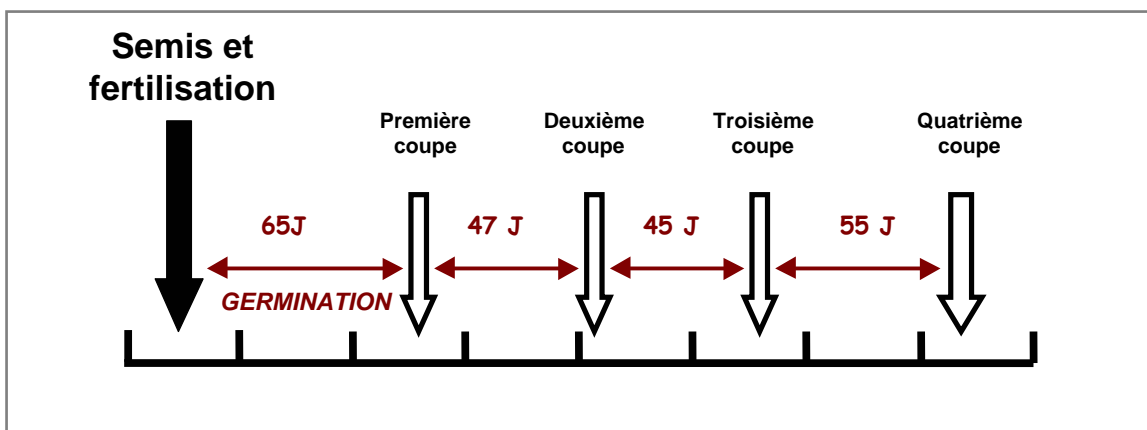 Semis et
fertilisation
Première
coupe
Deuxième
coupe
Troisième
coupe
Quatrième
coupe
65J
47 J
45 J
55 J
GERMINATION